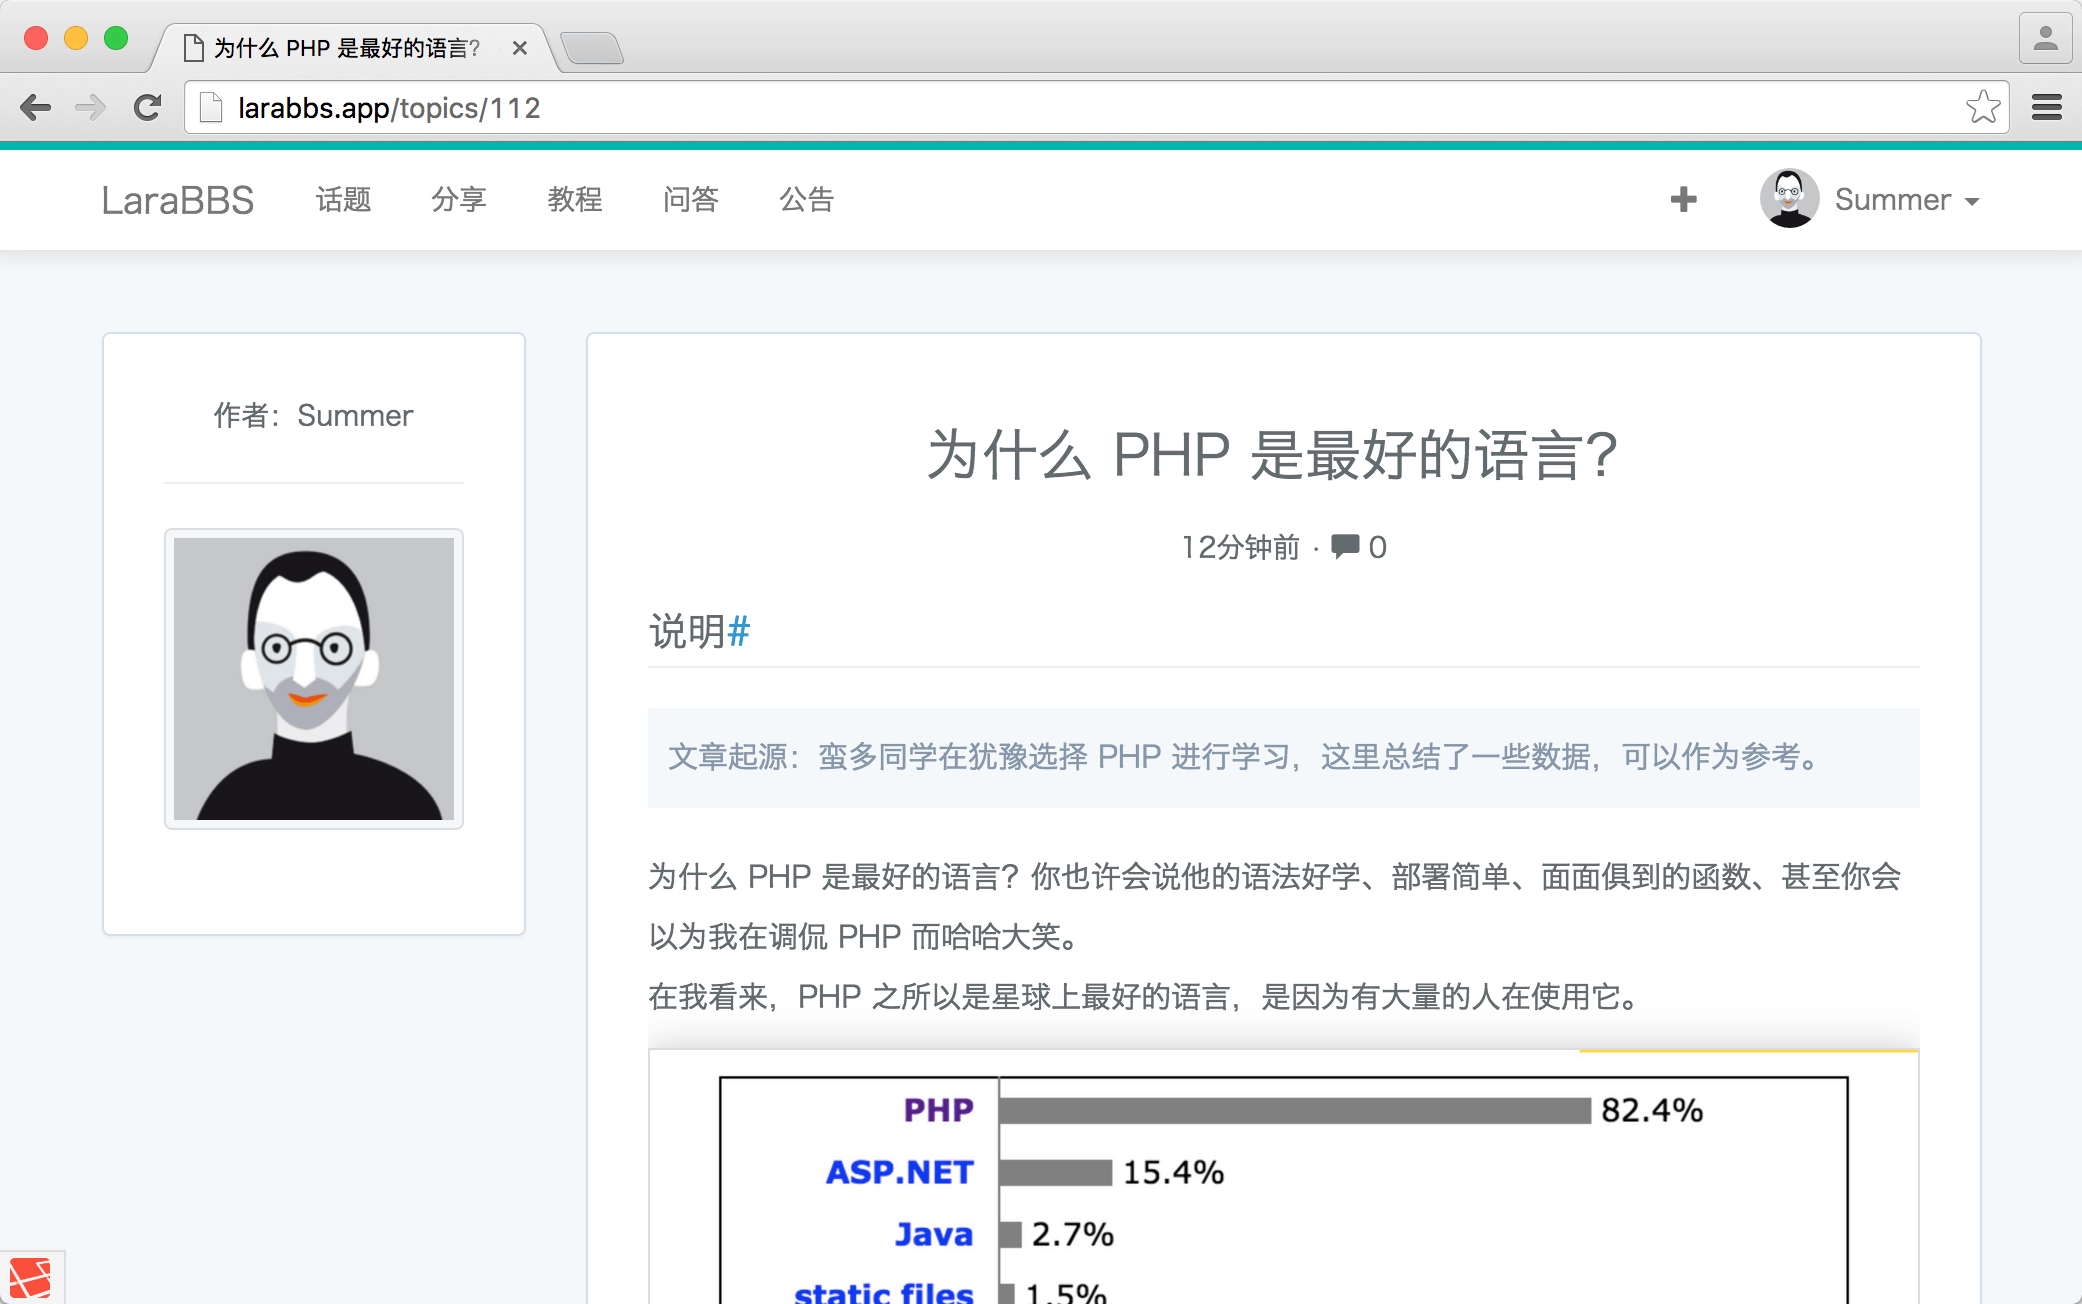 为什么 PHP 是最好的语言?
larabbs.app/topics/112
LaraBBS 话题 分享 教程 问答 公告 Summer
作者：Summer
为什么 PHP 是最好的语言?
12分钟前 · 0
说明#
文章起源：蛮多同学在犹豫选择 PHP 进行学习，这里总结了一些数据，可以作为参考。
为什么 PHP 是最好的语言？你也许会说他的语法好学、部署简单、面面俱到的函数、甚至你会
以为我在调侃 PHP 而哈哈大笑。
在我看来，PHP 之所以是星球上最好的语言，是因为有大量的人在使用它。
PHP 82.4%
ASP.NET 15.4%
Java 2.7%
static files 1.5%